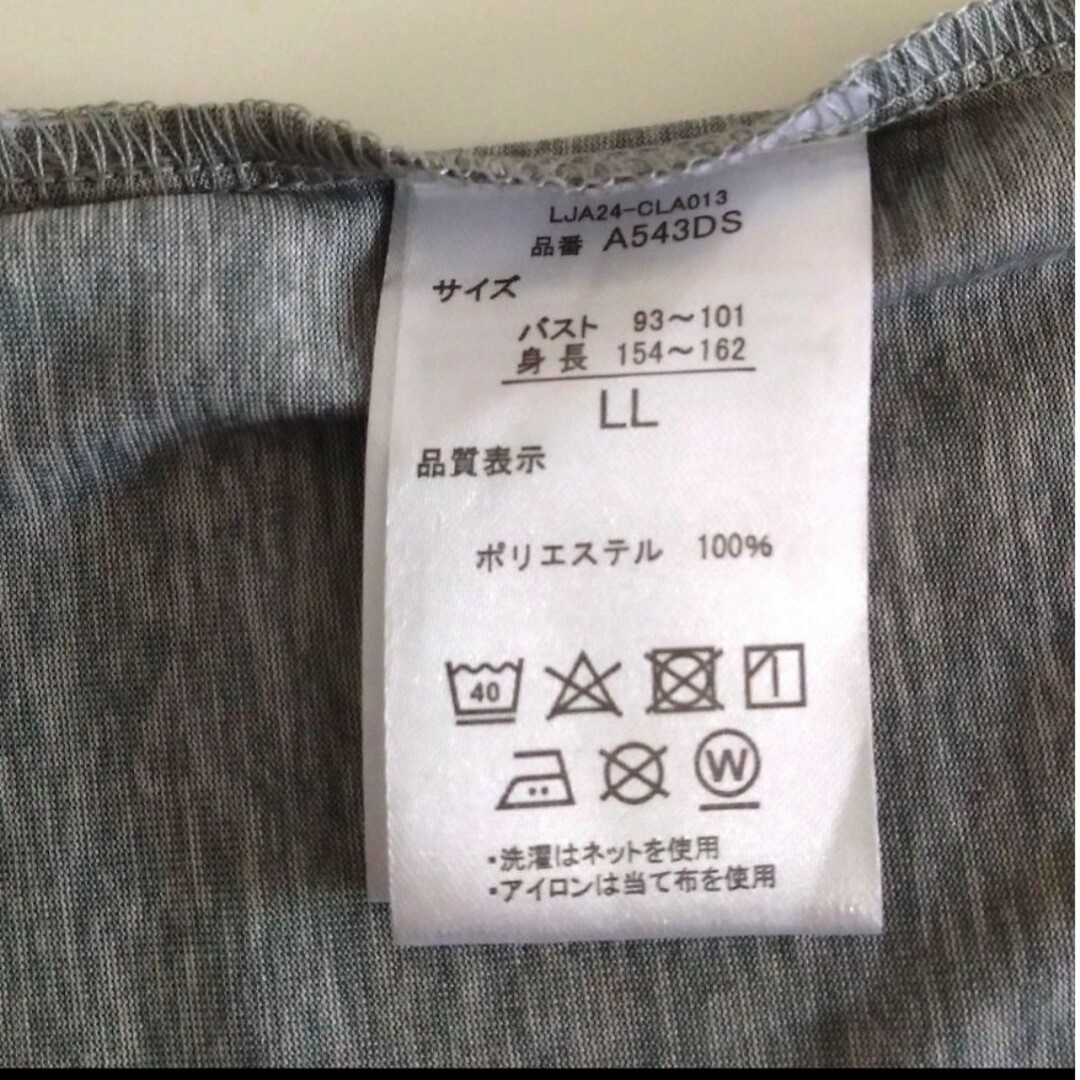 LJA24-CLA013
品番 A543DS
サイズ
バスト 93～101
身長 154～162
LL
品質表示
ポリエステル 100%
40
W
・洗濯はネットを使用
・アイロンは当て布を使用